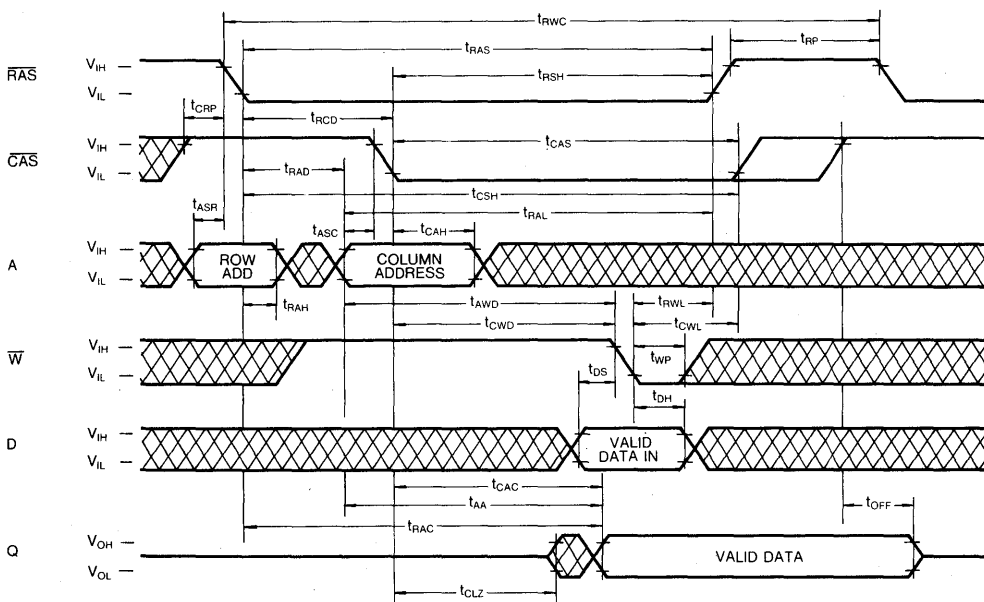 tRWC
tRAS
tRP
RAS
VIH
VIL
tRSH
tCRP
tRCD
CAS
VIH
VIL
tCAS
tRAD
tCSH
tASR
tRAL
tASC
tCAH
A
VIH
VIL
ROW
ADD
COLUMN
ADDRESS
tRAH
tAWD
tRWL
tCWD
tCWL
W
VIH
VIL
tWP
tDS
tDH
D
VIH
VIL
VALID
DATA IN
tCAC
tAA
tOFF
tRAC
Q
VOH
VOL
VALID DATA
tCLZ